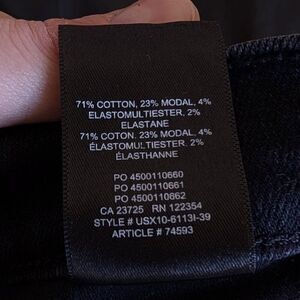 71% COTTON, 23% MODAL, 4%
ELASTOMULTIESTER, 2%
ELASTANE
71% COTON, 23% MODAL, 4%
ÉLASTOMULTIESTER, 2%
ÉLASTHANNE
PO 4500110660
PO 4500110661
PO 4500110862
CA 23725 RN 122354
STYLE # USX10-6113I-39
ARTICLE # 74593